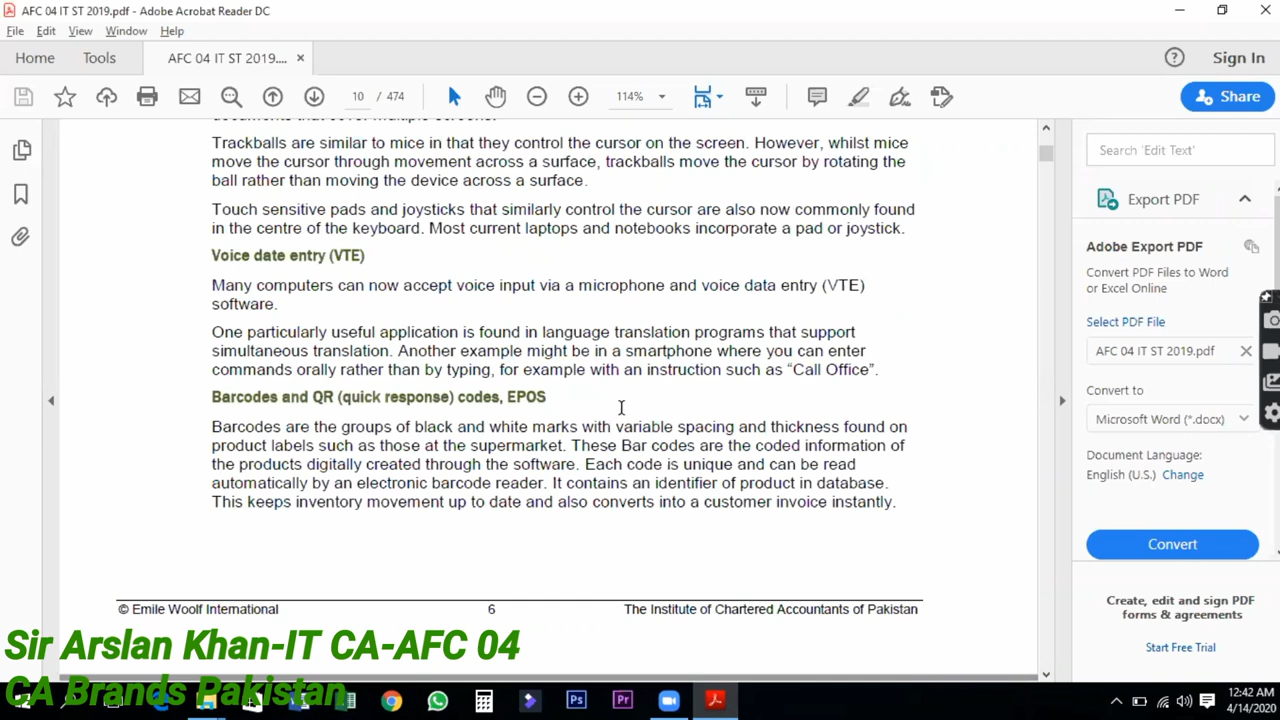 AFC 04 IT ST 2019.pdf - Adobe Acrobat Reader DC
File Edit View Window Help
Home Tools AFC 04 IT ST 2019.... × Sign In
10 / 474 114% Share
Trackballs are similar to mice in that they control the cursor on the screen. However, whilst mice
move the cursor through movement across a surface, trackballs move the cursor by rotating the
ball rather than moving the device across a surface.
Touch sensitive pads and joysticks that similarly control the cursor are also now commonly found
in the centre of the keyboard. Most current laptops and notebooks incorporate a pad or joystick.
Voice date entry (VTE)
Many computers can now accept voice input via a microphone and voice data entry (VTE)
software.
One particularly useful application is found in language translation programs that support
simultaneous translation. Another example might be in a smartphone where you can enter
commands orally rather than by typing, for example with an instruction such as “Call Office”.
Barcodes and QR (quick response) codes, EPOS
Barcodes are the groups of black and white marks with variable spacing and thickness found on
product labels such as those at the supermarket. These Bar codes are the coded information of
the products digitally created through the software. Each code is unique and can be read
automatically by an electronic barcode reader. It contains an identifier of product in database.
This keeps inventory movement up to date and also converts into a customer invoice instantly.
© Emile Woolf International 6 The Institute of Chartered Accountants of Pakistan
Search 'Edit Text'
Export PDF
Adobe Export PDF
Convert PDF Files to Word
or Excel Online
Select PDF File
AFC 04 IT ST 2019.pdf
Convert to
Microsoft Word (*.docx)
Document Language:
English (U.S.) Change
Convert
Create, edit and sign PDF
forms & agreements
Start Free Trial
Sir Arslan Khan-IT CA-AFC 04
CA Brands Pakistan
Ps Pr
12:42 AM
4/14/2020